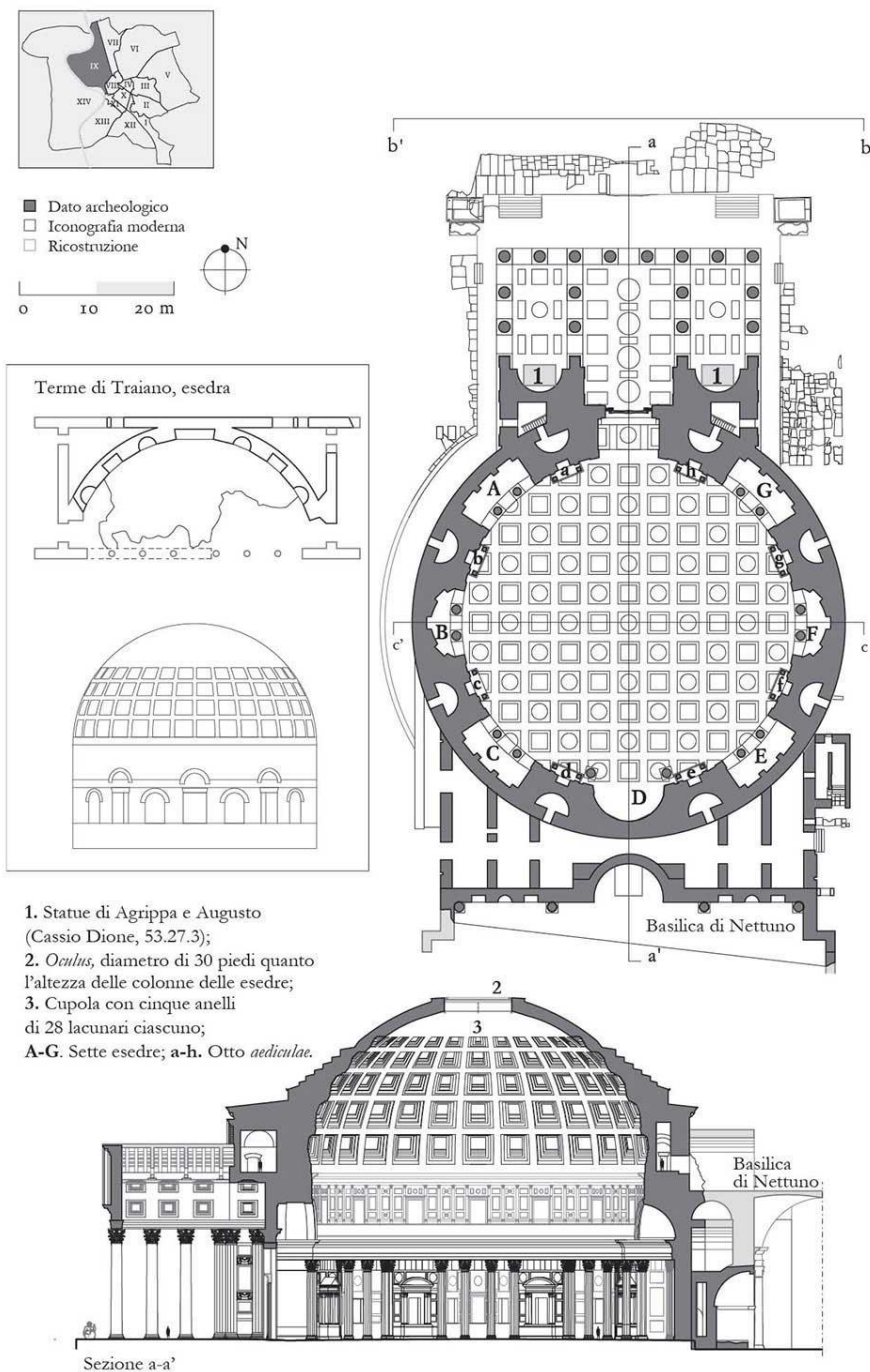 VII
VI
IX
V
VIII
IV
III
X
XI
II
XIV
I
XIII
XII
Dato archeologico
Iconografia moderna
Ricostruzione
N
0 10 20 m
b' b
a
1 1
a h
A G
b g
B F
c' c
c f
C E
d e
D
Basilica di Nettuno
a'
Terme di Traiano, esedra
1. Statue di Agrippa e Augusto
(Cassio Dione, 53.27.3);
2. Oculus, diametro di 30 piedi quanto
l'altezza delle colonne delle esedre;
3. Cupola con cinque anelli
di 28 lacunari ciascuno;
A-G. Sette esedre; a-h. Otto aediculae.
2
3
Basilica
di Nettuno
Sezione a-a'